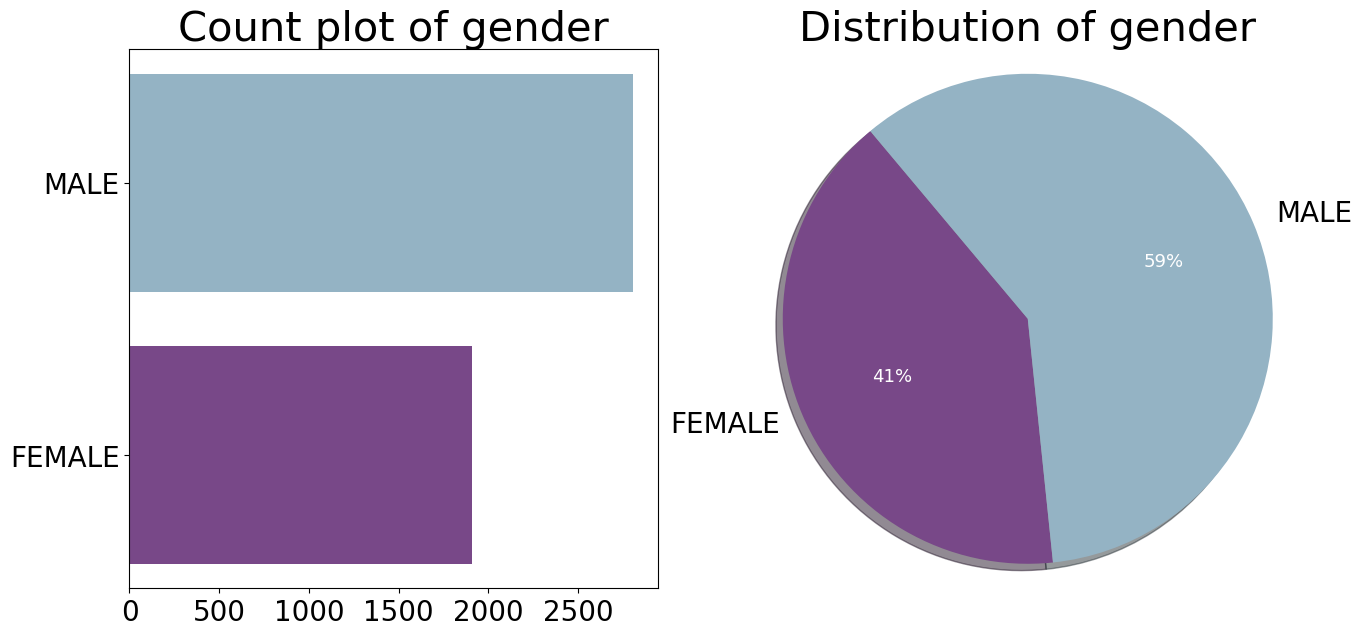 Count plot of gender
MALE
FEMALE
0 500 1000 1500 2000 2500
Distribution of gender
MALE
59%
41%
FEMALE